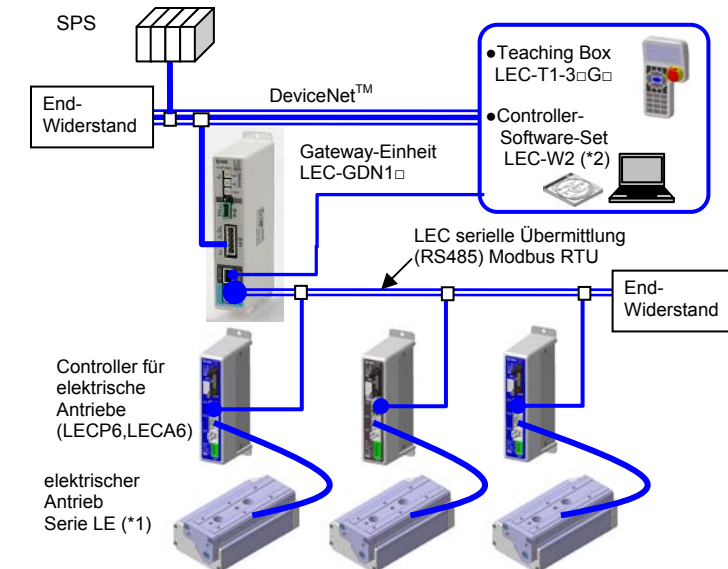 SPS
●Teaching Box
LEC-T1-3□G□
DeviceNet™
End-
Widerstand
●Controller-
Software-Set
LEC-W2 (*2)
Gateway-Einheit
LEC-GDN1□
LEC serielle Übermittlung
(RS485) Modbus RTU
End-
Widerstand
Controller für
elektrische
Antriebe
(LECP6,LECA6)
elektrischer
Antrieb
Serie LE (*1)